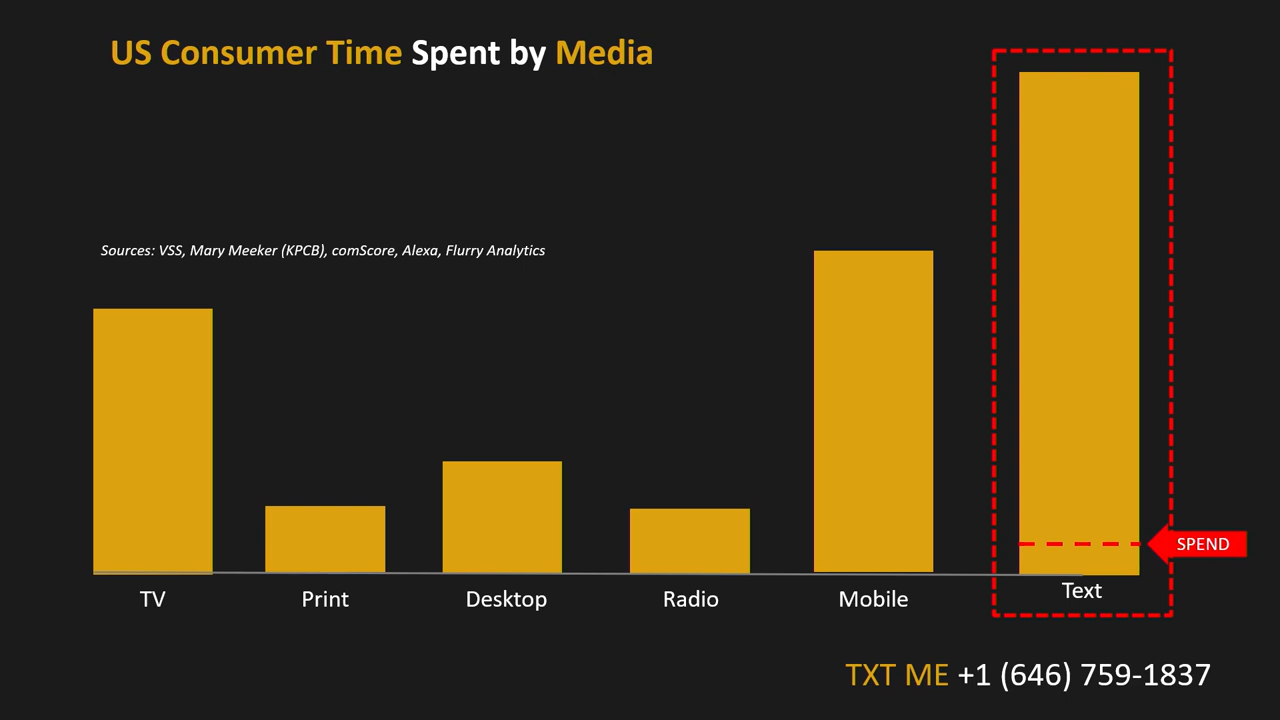 US Consumer Time Spent by Media
Sources: VSS, Mary Meeker (KPCB), comScore, Alexa, Flurry Analytics
SPEND
TV
Print
Desktop
Radio
Mobile
Text
TXT ME +1 (646) 759-1837